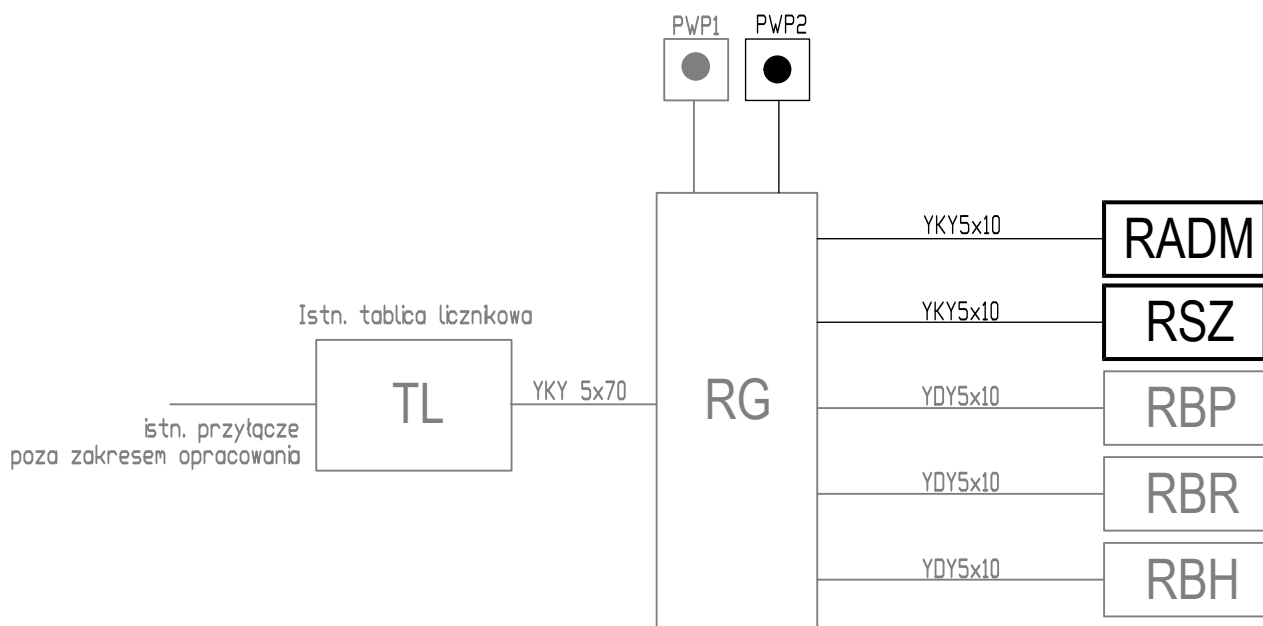 PWP1
PWP2
YKY5x10
RADM
YKY5x10
RSZ
Istn. tablica licznikowa
TL
YKY 5x70
RG
YDY5x10
RBP
istn. przyłącze
poza zakresem opracowania
YDY5x10
RBR
YDY5x10
RBH